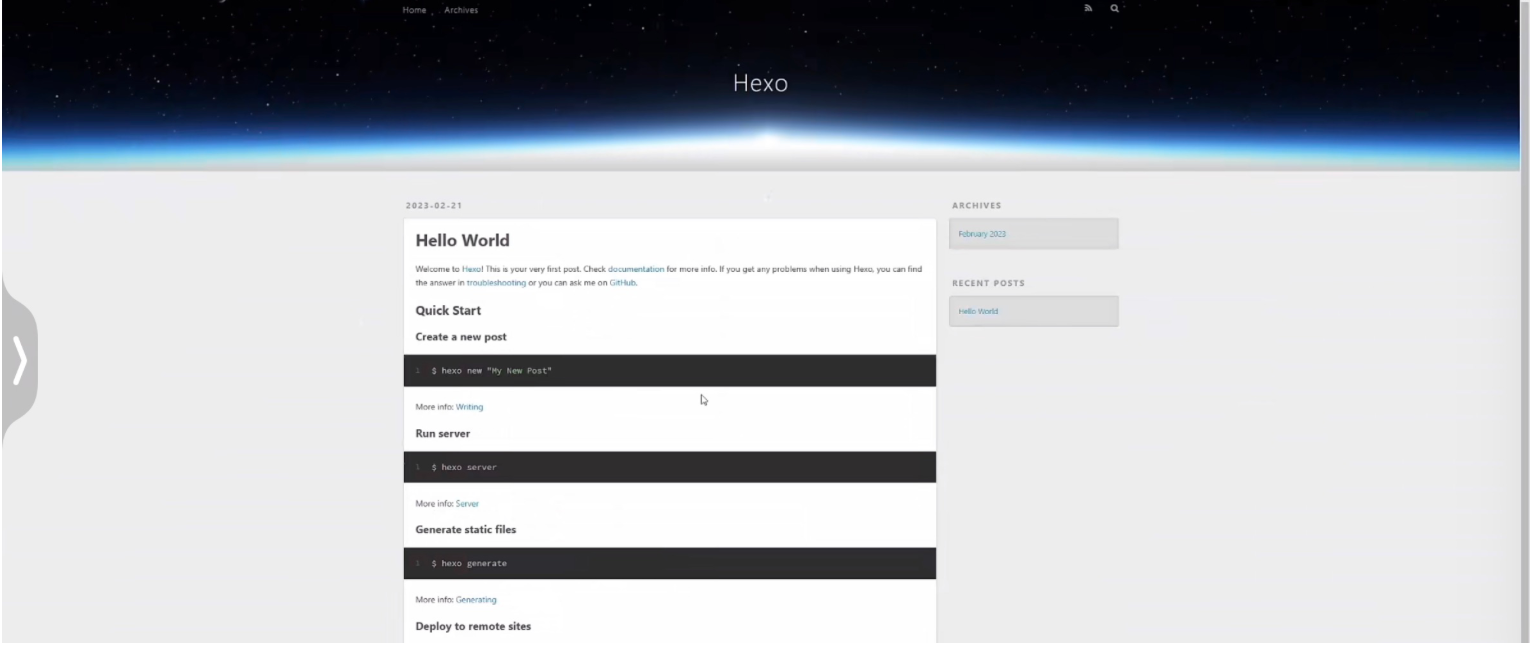 Home Archives
Hexo
2023-02-21
Hello World
Welcome to Hexo! This is your very first post. Check documentation for more info. If you get any problems when using Hexo, you can find
the answer in troubleshooting or you can ask me on GitHub.
Quick Start
Create a new post
1 $ hexo new "My New Post"
More info: Writing
Run server
1 $ hexo server
More info: Server
Generate static files
1 $ hexo generate
More info: Generating
Deploy to remote sites
ARCHIVES
February 2023
RECENT POSTS
Hello World